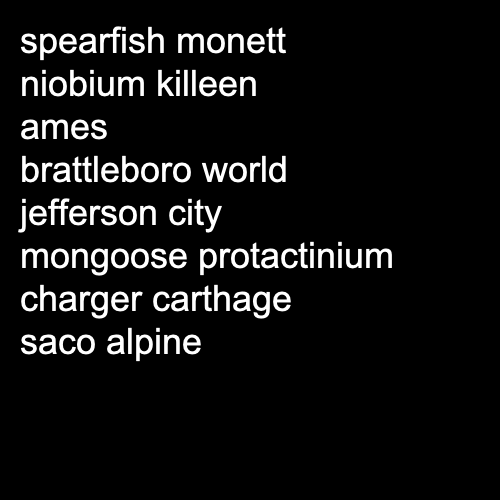 spearfish monett
niobium killeen
ames
brattleboro world
jefferson city
mongoose protactinium
charger carthage
saco alpine